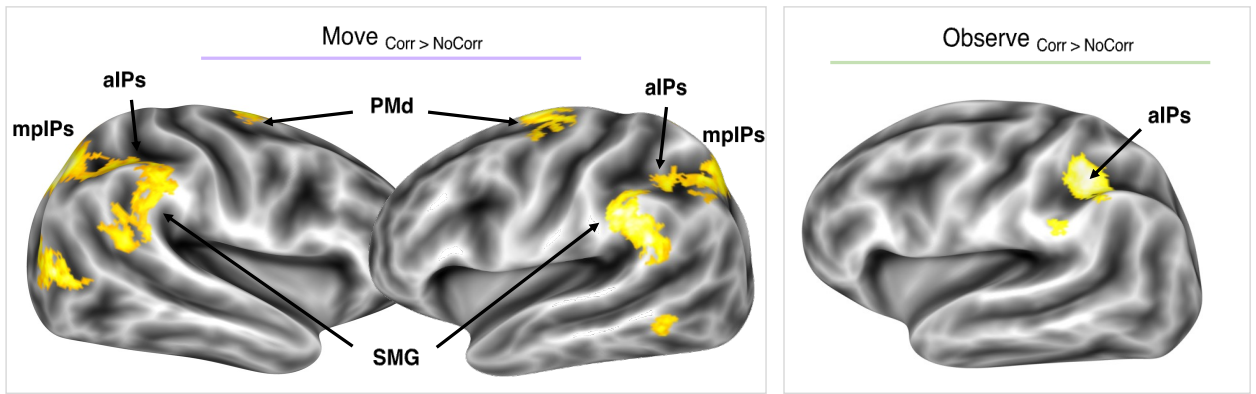 Move Corr > NoCorr
aIPs
PMd
mpIPs
aIPs
mpIPs
SMG
Observe Corr > NoCorr
aIPs